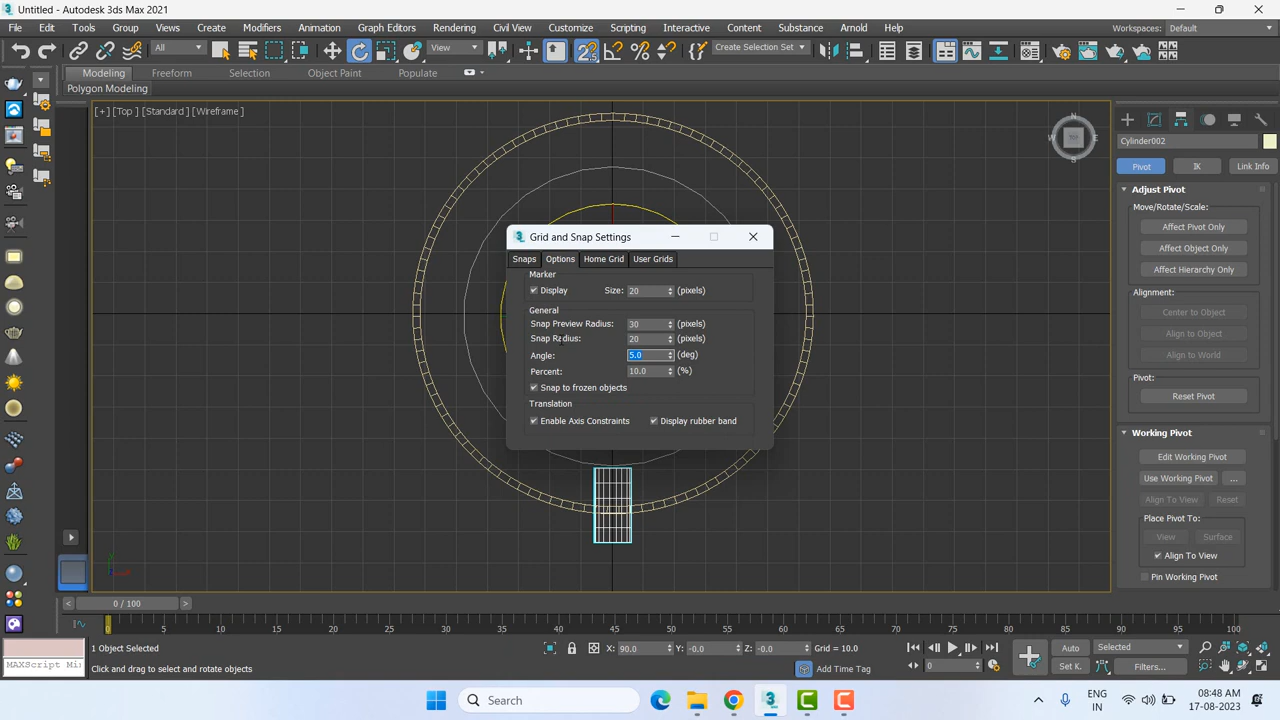 Untitled - Autodesk 3ds Max 2021
File Edit Tools Group Views Create Modifiers Animation Graph Editors Rendering Civil View Customize Scripting Interactive Content Substance Arnold Help
Workspaces: Default
All View Create Selection Set
Modeling Freeform Selection Object Paint Populate
Polygon Modeling
[+] [Top ] [Standard ] [Wireframe ]
N
W E
S
Cylinder002
Pivot IK Link Info
Adjust Pivot
Move/Rotate/Scale:
Affect Pivot Only
Affect Object Only
Affect Hierarchy Only
Alignment:
Center to Object
Align to Object
Align to World
Pivot:
Reset Pivot
Working Pivot
Edit Working Pivot
Use Working Pivot ...
Align To View Reset
Place Pivot To:
View Surface
Align To View
Pin Working Pivot
Grid and Snap Settings
Snaps Options Home Grid User Grids
Marker
Display Size: 20 (pixels)
General
Snap Preview Radius: 30 (pixels)
Snap Radius: 20 (pixels)
Angle: 5.0 (deg)
Percent: 10.0 (%)
Snap to frozen objects
Translation
Enable Axis Constraints Display rubber band
< 0 / 100 >
0 5 10 15 20 25 30 35 40 45 50 55 60 65 70 75 80 85 90 95 100
1 Object Selected X: 90.0 Y: -0.0 Z: -0.0 Grid = 10.0 Auto Selected
MAXScript Mi Click and drag to select and rotate objects Add Time Tag 0 Set K. Filters...
Search
ENG
IN
08:48 AM
17-08-2023